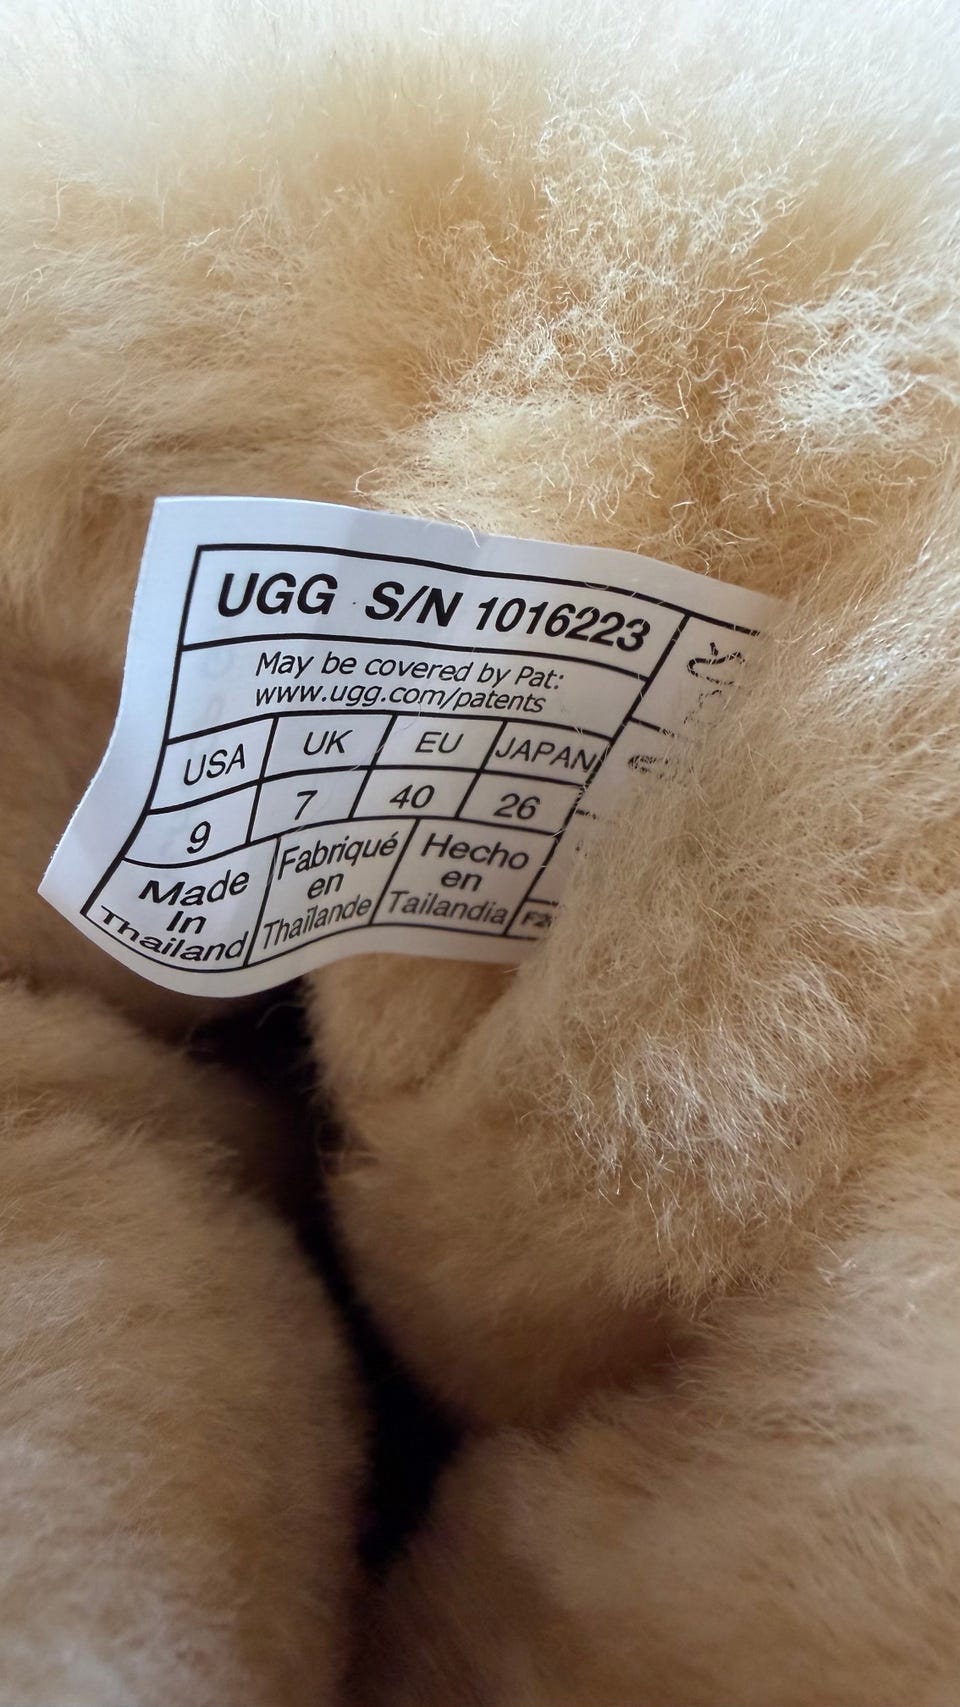 UGG S/N 1016223
May be covered by Pat:
www.ugg.com/patents
USA UK EU JAPAN
9 7 40 26
Made
In
Thailand
Fabriqué
en
Thaïlande
Hecho
en
Tailandia